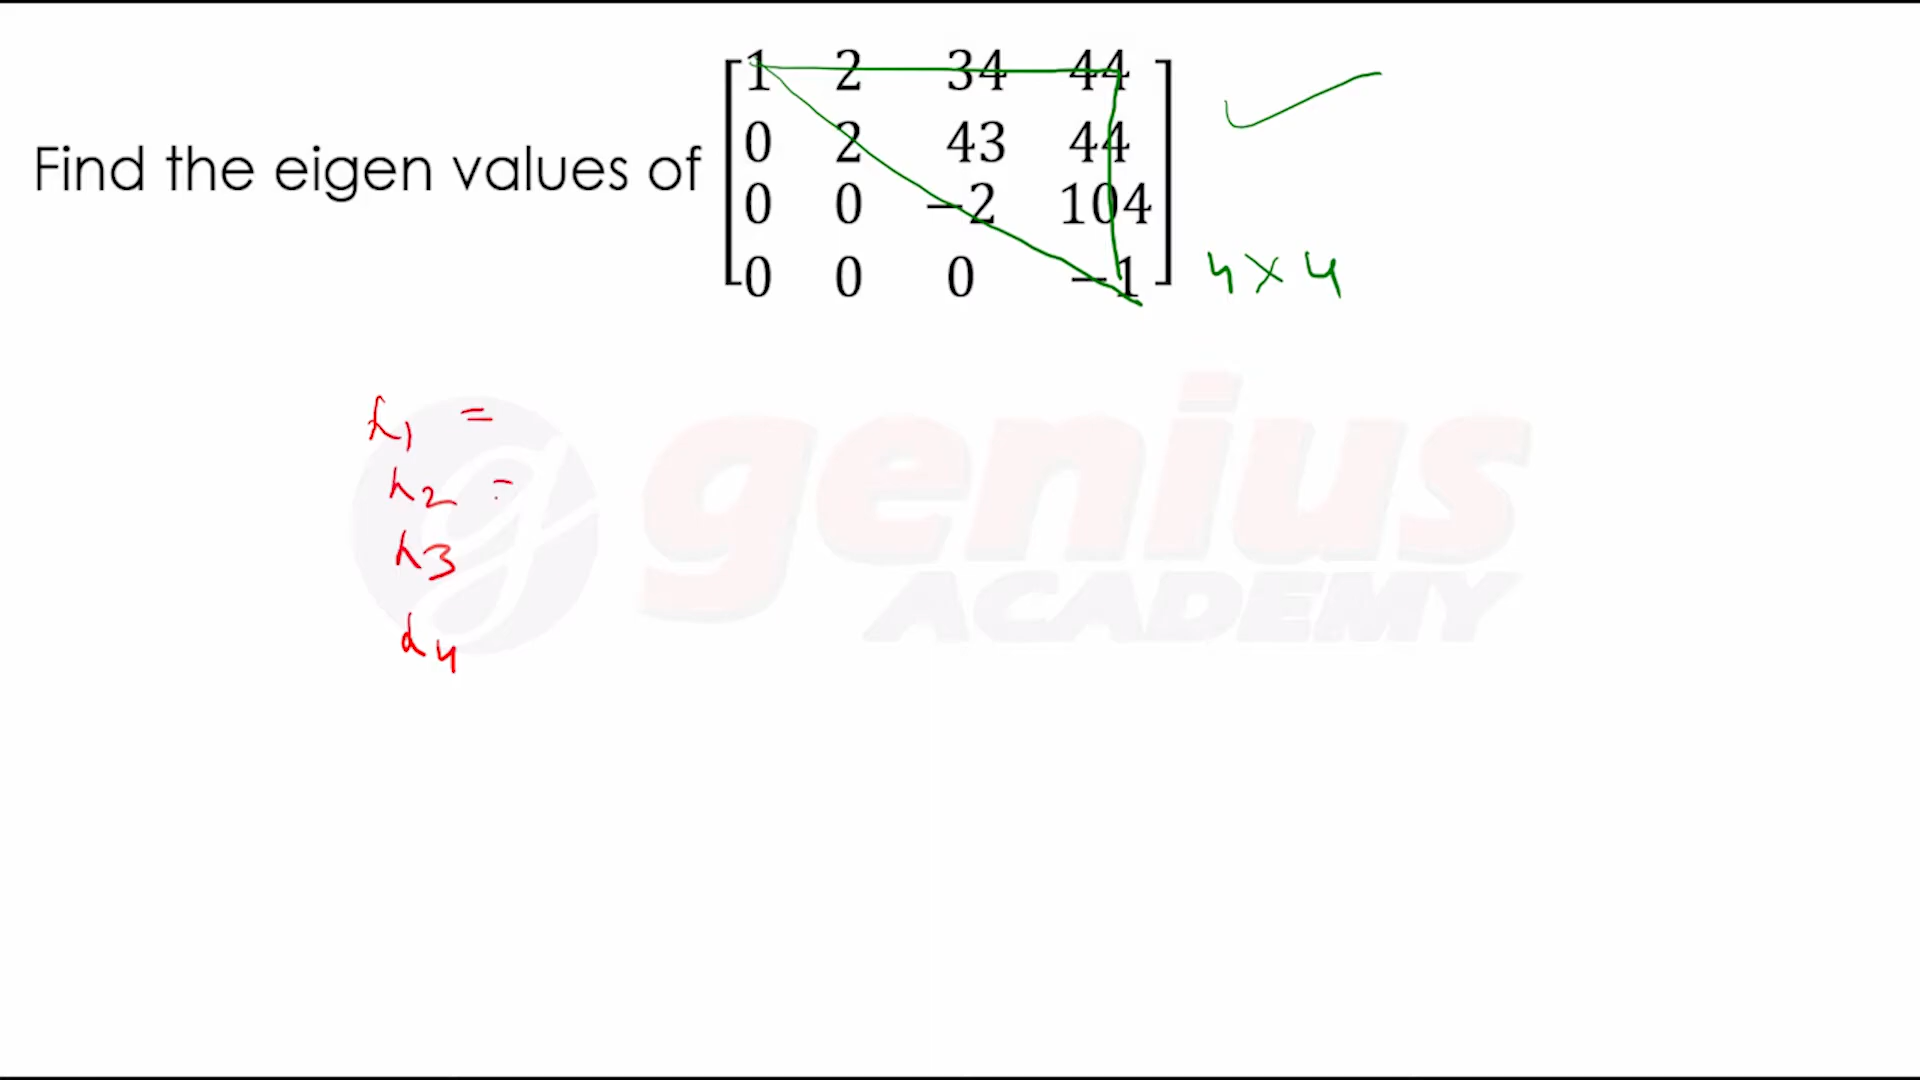 Find the eigen values of
1 2 34 44
0 2 43 44
0 0 −2 104
0 0 0 −1
4×4
λ1 =
λ2 =
λ3
λ4
genius
ACADEMY